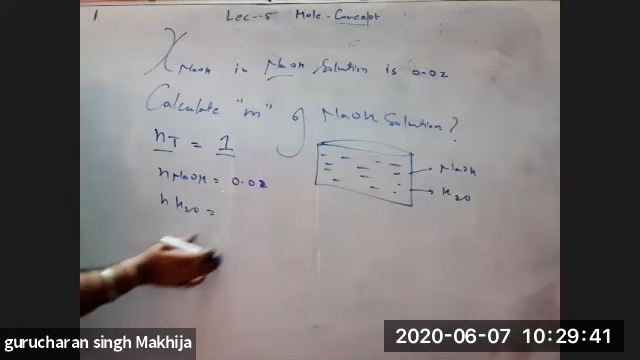 1
Lec-5 Mole-Concept
X NaOH in NaOH Solution is 0.02
Calculate "m" of NaOH Solution?
nT = 1
nNaOH = 0.02
nH2O =
NaOH
H2O
gurucharan singh Makhija
2020-06-07 10:29:41